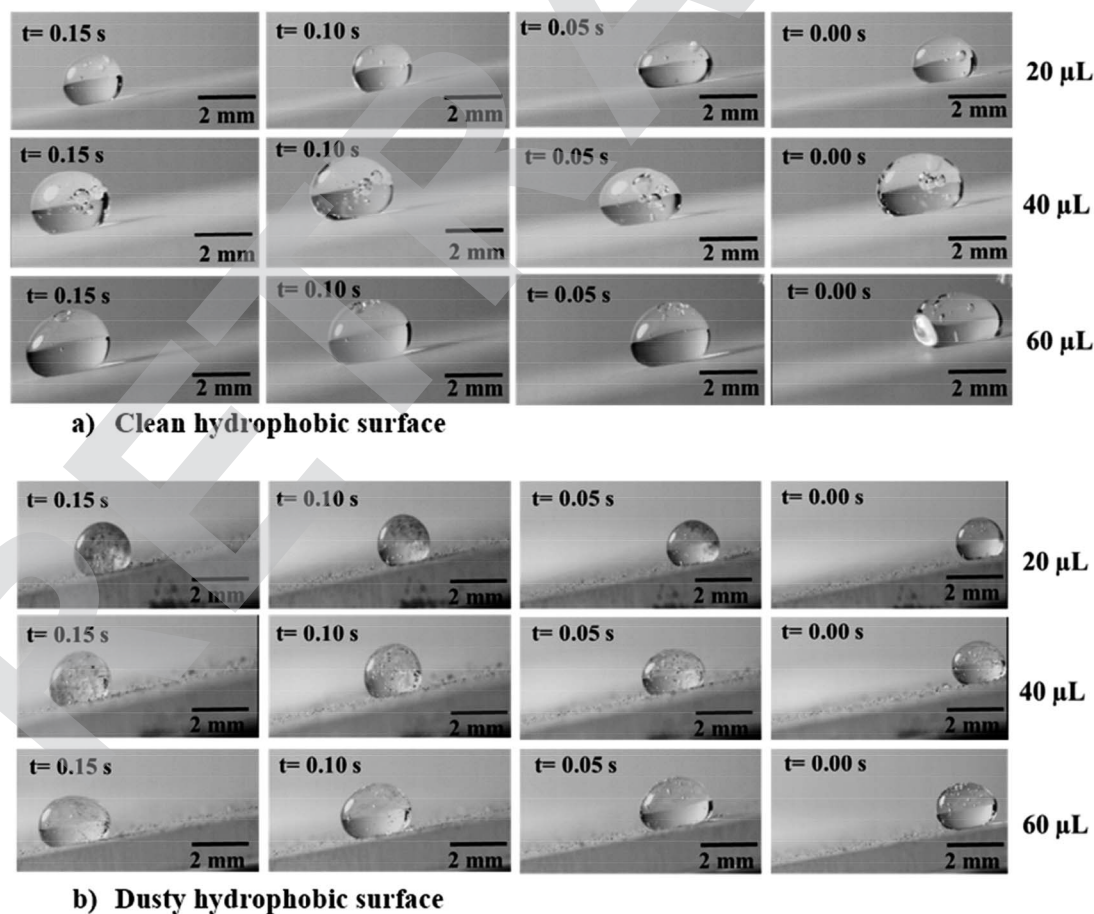 t= 0.15 s t= 0.10 s t= 0.05 s t= 0.00 s
20 µL
2 mm 2 mm 2 mm 2 mm
t= 0.15 s t= 0.10 s t= 0.05 s t= 0.00 s
40 µL
2 mm 2 mm 2 mm 2 mm
t= 0.15 s t= 0.10 s t= 0.05 s t= 0.00 s
60 µL
2 mm 2 mm 2 mm 2 mm
a) Clean hydrophobic surface
t= 0.15 s t= 0.10 s t= 0.05 s t= 0.00 s
20 µL
2 mm 2 mm 2 mm 2 mm
t= 0.15 s t= 0.10 s t= 0.05 s t= 0.00 s
40 µL
2 mm 2 mm 2 mm 2 mm
t= 0.15 s t= 0.10 s t= 0.05 s t= 0.00 s
60 µL
2 mm 2 mm 2 mm 2 mm
b) Dusty hydrophobic surface